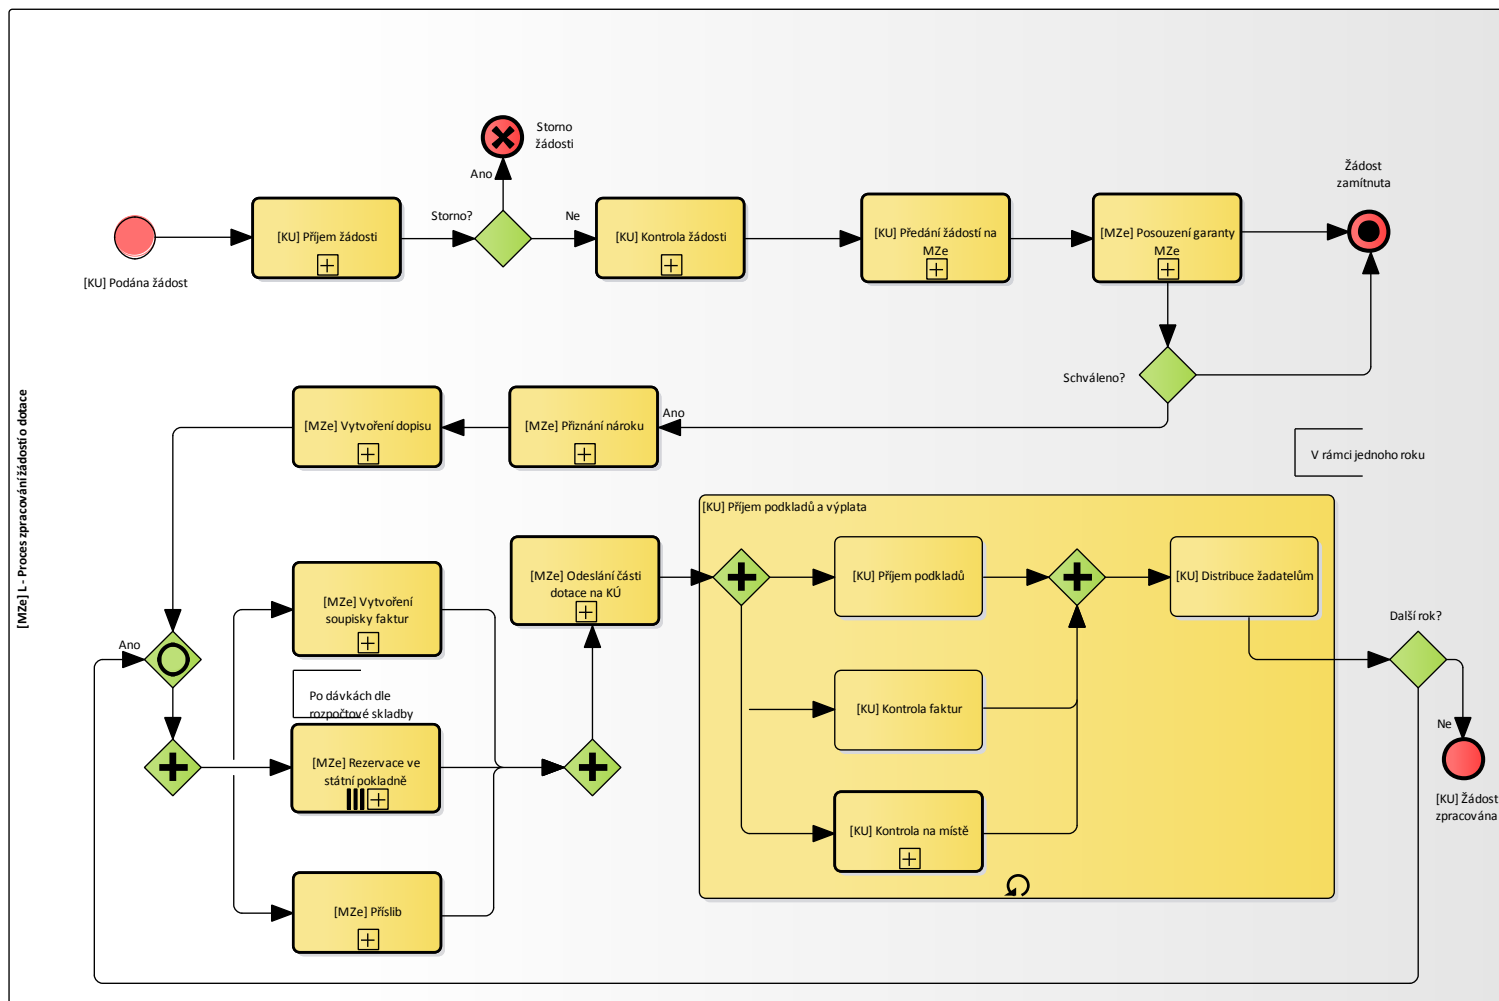 [MZe] L - Proces zpracování žádostí o dotace
Storno
žádosti
Ano
Žádost
zamítnuta
Storno?
Ne
[KU] Příjem žádosti
[KU] Kontrola žádosti
[KU] Předání žádostí na
MZe
[MZe] Posouzení garanty
MZe
[KU] Podána žádost
Schváleno?
Ano
[MZe] Vytvoření dopisu
[MZe] Přiznání nároku
V rámci jednoho roku
[KU] Příjem podkladů a výplata
[MZe] Odeslání části
dotace na KÚ
[KU] Příjem podkladů
[KU] Distribuce žadatelům
[MZe] Vytvoření
soupisky faktur
Další rok?
Ano
Po dávkách dle
rozpočtové skladby
[KU] Kontrola faktur
Ne
[MZe] Rezervace ve
státní pokladně
[KU] Žádost
zpracována
[KU] Kontrola na místě
[MZe] Příslib